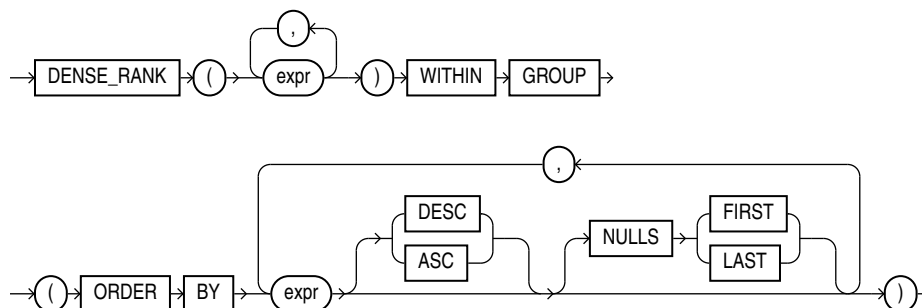 ,
DENSE_RANK ( expr ) WITHIN GROUP
,
DESC FIRST
NULLS
ASC LAST
( ORDER BY expr )